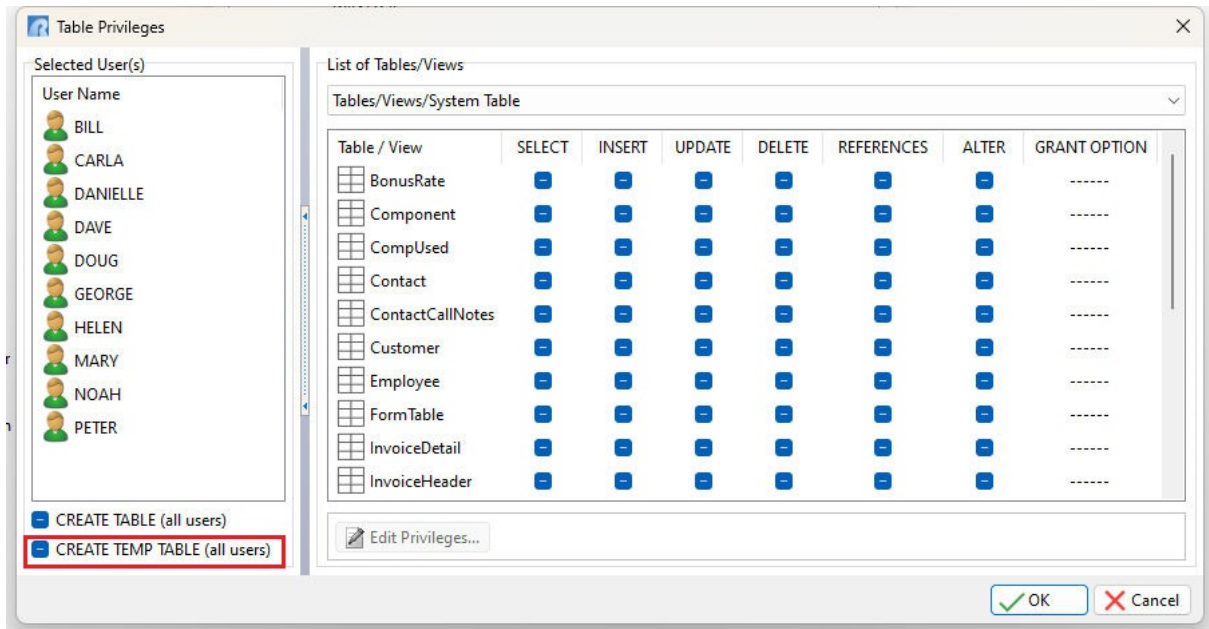 Table Privileges
Selected User(s)
User Name
BILL
CARLA
DANIELLE
DAVE
DOUG
GEORGE
HELEN
MARY
NOAH
PETER
CREATE TABLE (all users)
CREATE TEMP TABLE (all users)
List of Tables/Views
Tables/Views/System Table
Table / View SELECT INSERT UPDATE DELETE REFERENCES ALTER GRANT OPTION
BonusRate ------
Component ------
CompUsed ------
Contact ------
ContactCallNotes ------
Customer ------
Employee ------
FormTable ------
InvoiceDetail ------
InvoiceHeader ------
Edit Privileges...
OK Cancel